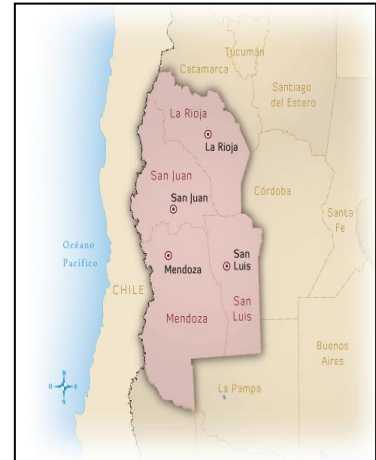 Tucumán
Catamarca
Santiago
del Estero
La Rioja
La Rioja
San Juan
San Juan
Córdoba
Santa
Fe
Océano
Pacífico
Mendoza
San
Luis
CHILE
Mendoza
San
Luis
Buenos
Aires
La Pampa
N
O
E
S